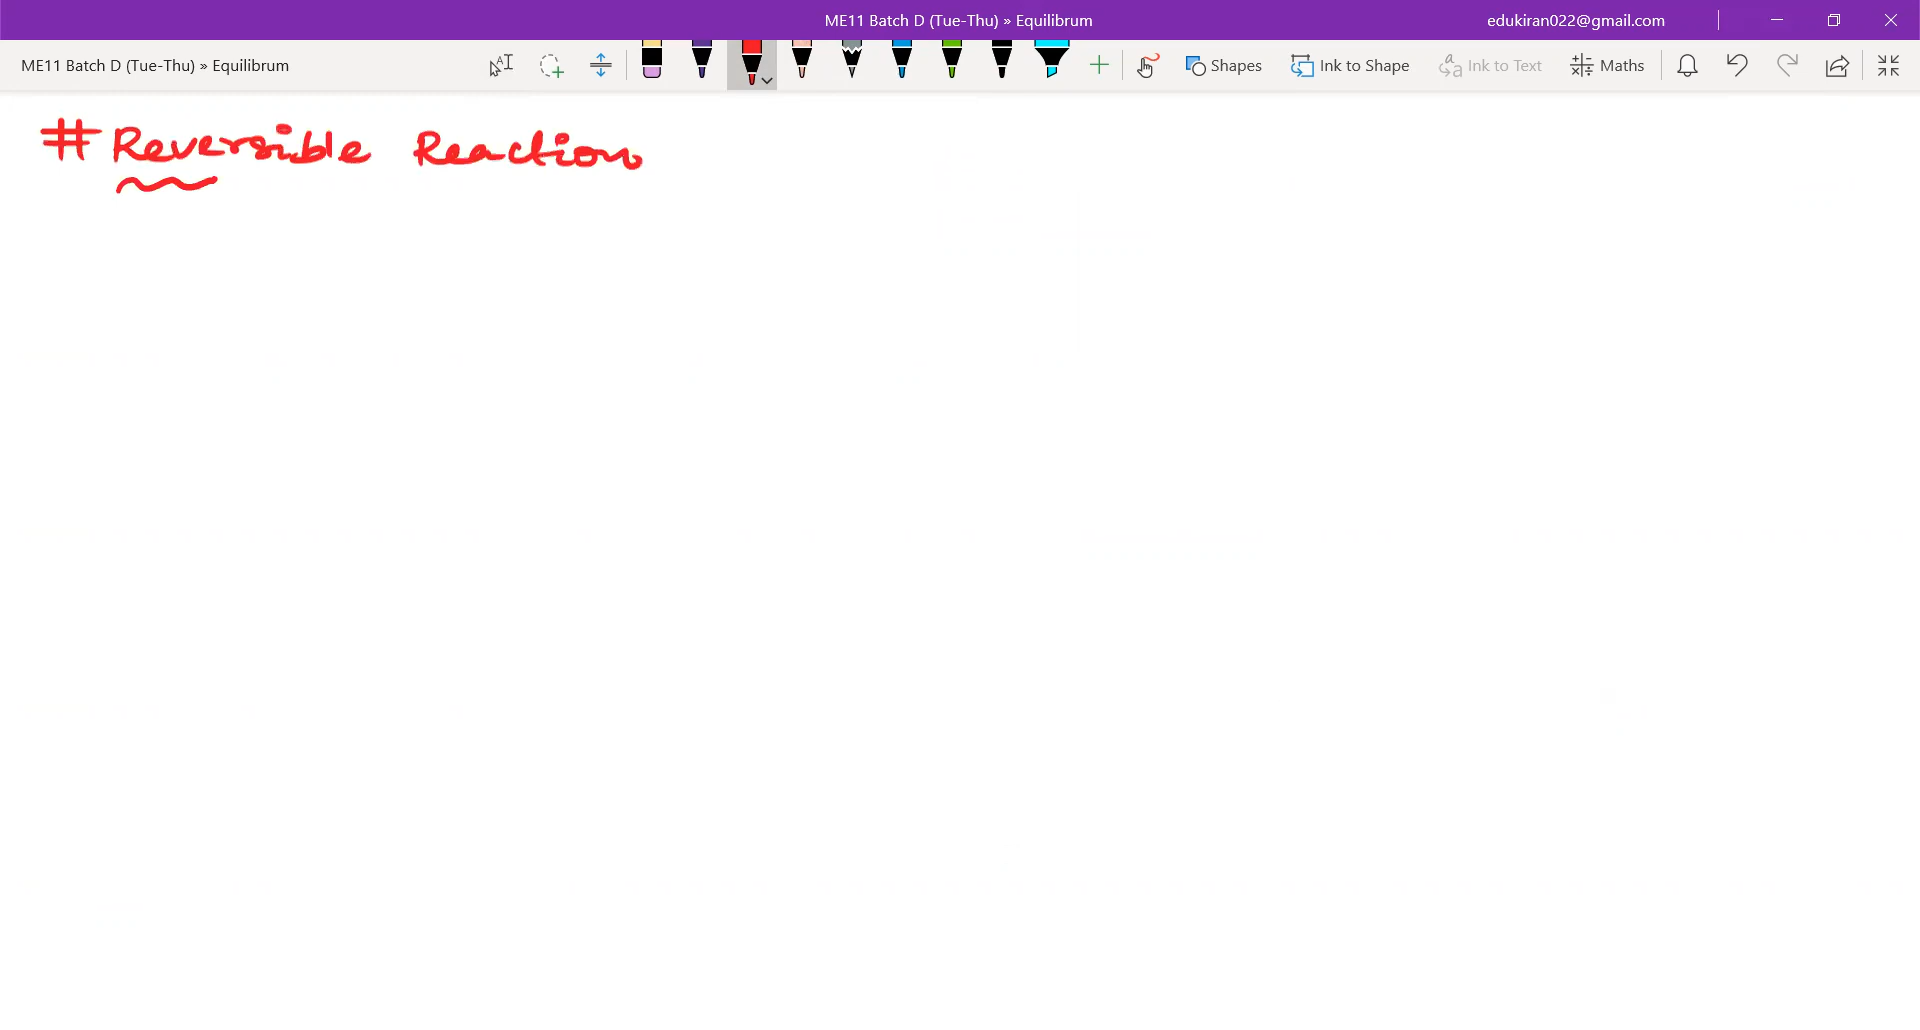 ME11 Batch D (Tue-Thu) » Equilibrum
edukiran022@gmail.com
ME11 Batch D (Tue-Thu) » Equilibrum
Shapes
Ink to Shape
Ink to Text
Maths
# Reversible Reaction